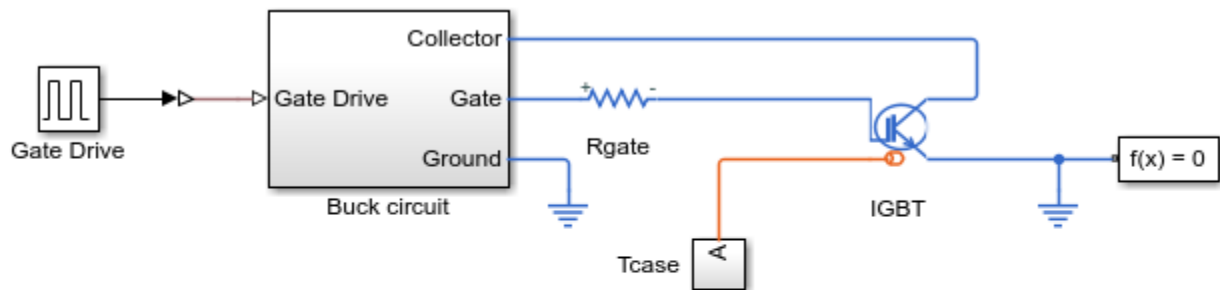 Collector
Gate Drive
Gate
+
-
Gate Drive
Rgate
Ground
f(x) = 0
Buck circuit
IGBT
Tcase
A